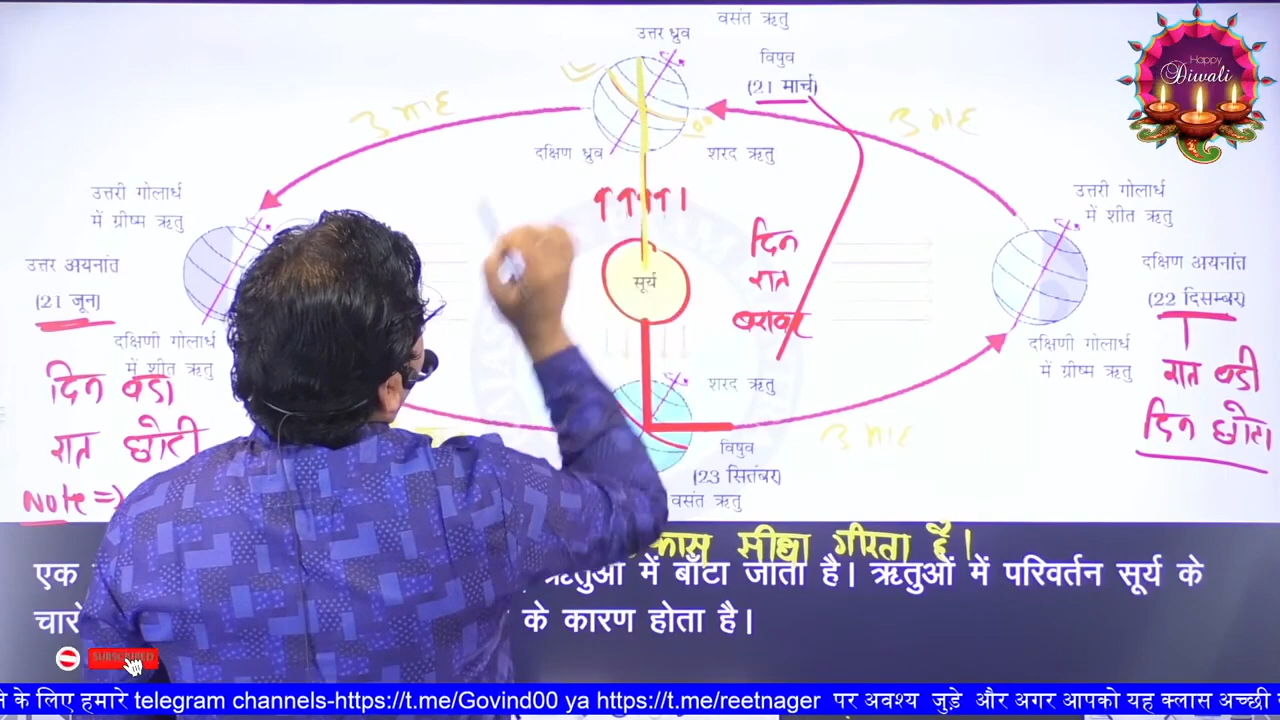 वसंत ऋतु
उत्तर ध्रुव
विषुव
(21 मार्च)
Happy
Diwali
3 माह
3 माह
दक्षिण ध्रुव
शरद ऋतु
उत्तरी गोलार्ध
में ग्रीष्म ऋतु
उत्तरी गोलार्ध
में शीत ऋतु
उत्तर अयनांत
(21 जून)
दिन
रात
बराबर
सूर्य
दक्षिण अयनांत
(22 दिसम्बर)
दक्षिणी गोलार्ध
में शीत ऋतु
दक्षिणी गोलार्ध
में ग्रीष्म ऋतु
दिन बडा
रात छोटी
Note =>
रात बडी
दिन छोटा
शरद ऋतु
3 माह
विषुव
(23 सितंबर)
वसंत ऋतु
सीधा गीरता है।
एक ऋतुओं में बाँटा जाता है। ऋतुओं में परिवर्तन सूर्य के
चारो के कारण होता है।
SUBSCRIBED
के लिए हमारे telegram channels-https://t.me/Govind00 ya https://t.me/reetnager पर अवश्य जुड़े और अगर आपको यह क्लास अच्छी